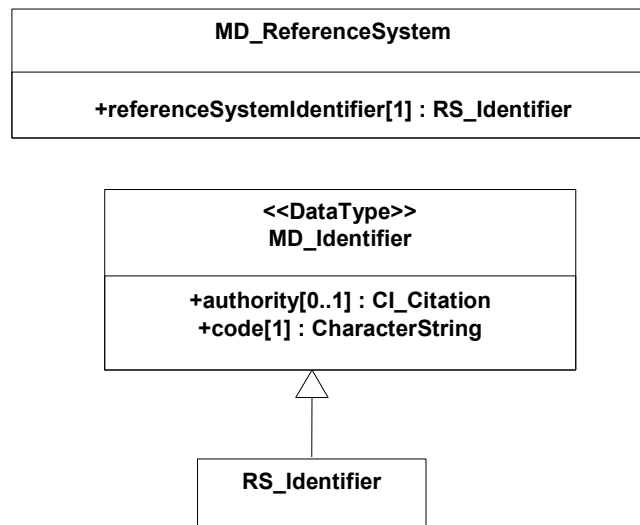 MD_ReferenceSystem
+referenceSystemIdentifier[1] : RS_Identifier
<<DataType>>
MD_Identifier
+authority[0..1] : CI_Citation
+code[1] : CharacterString
RS_Identifier